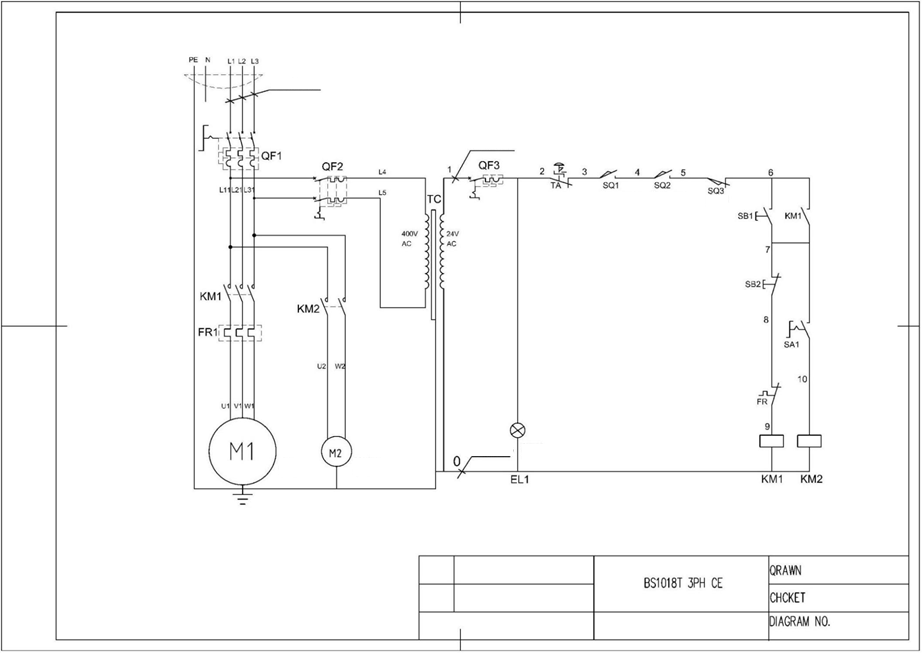 PE N L1 L2 L3
QF1
QF2
L4
1
QF3
2
TA
3
SQ1
4
SQ2
5
SQ3
6
L11 L21 L31
L5
TC
400V
AC
24V
AC
SB1
KM1
7
SB2
8
SA1
KM1
KM2
FR1
U2 W2
10
FR
U1 V1 W1
9
M1
M2
0
EL1
KM1
KM2
BS1018T 3PH CE
QRAWN
CHCKET
DIAGRAM NO.